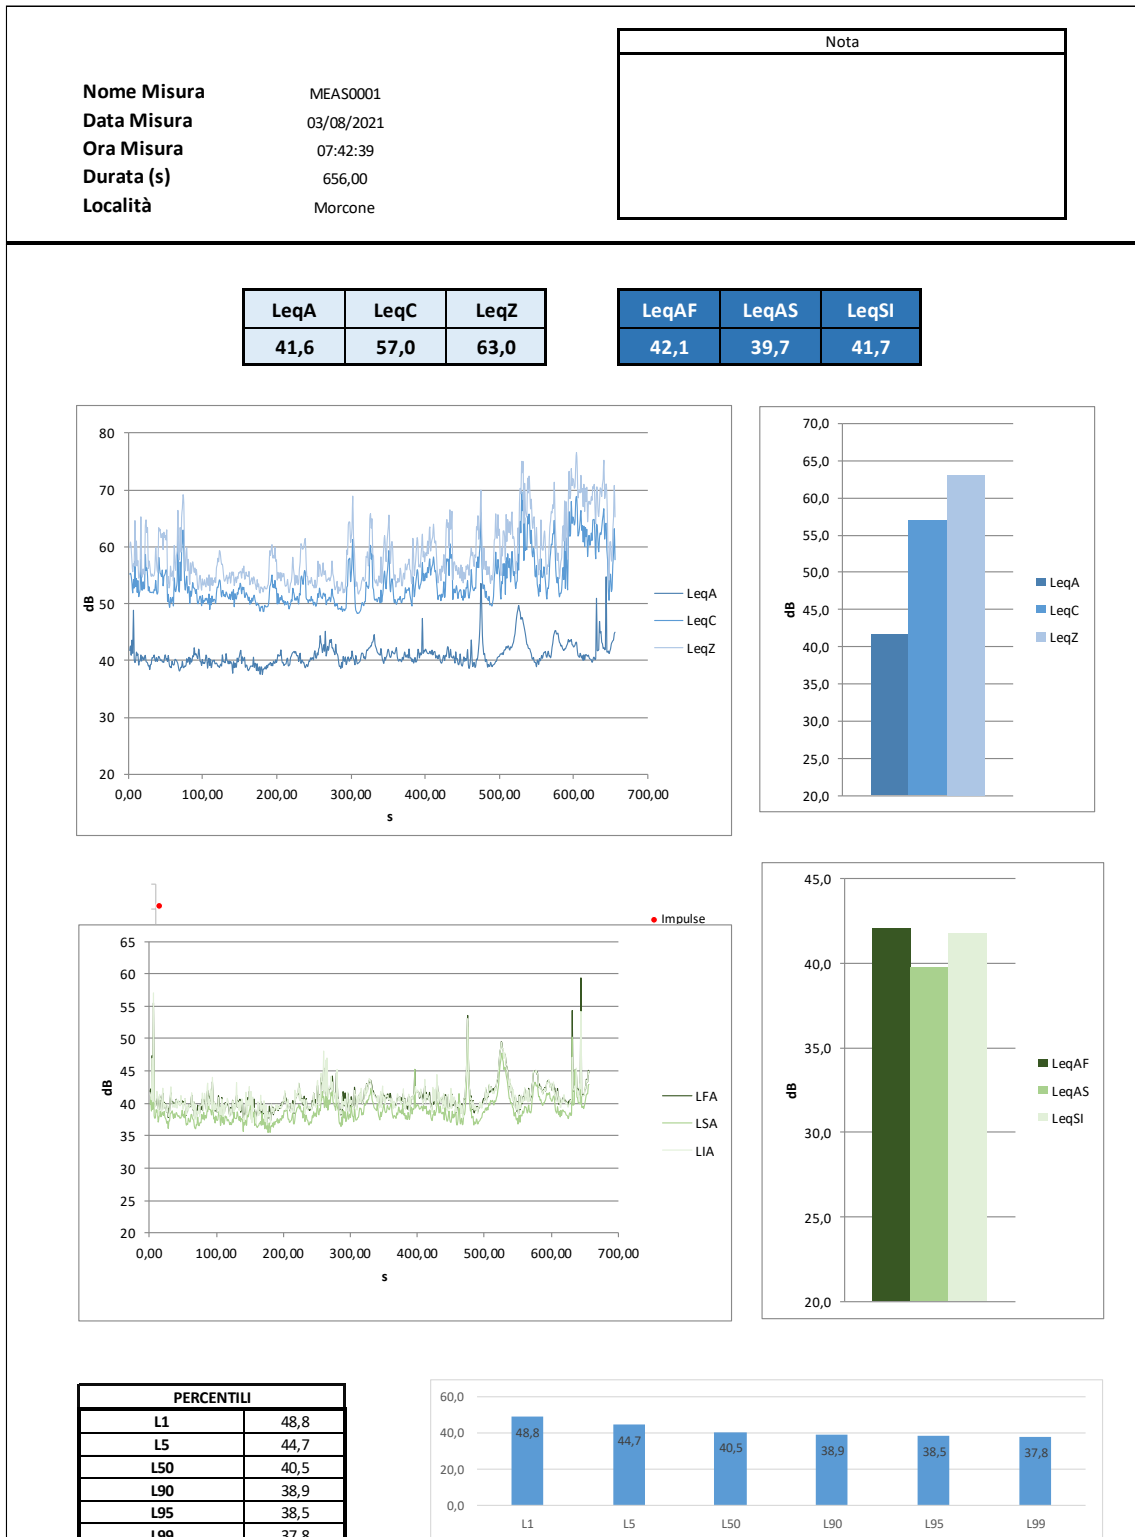 Nota
Nome Misura MEAS0001
Data Misura 03/08/2021
Ora Misura 07:42:39
Durata (s) 656,00
Località Morcone
LeqA LeqC LeqZ
41,6 57,0 63,0
LeqAF LeqAS LeqSI
42,1 39,7 41,7
80
70
60
50
40
30
20
dB
0,00 100,00 200,00 300,00 400,00 500,00 600,00 700,00
s
LeqA
LeqC
LeqZ
70,0
65,0
60,0
55,0
50,0
45,0
40,0
35,0
30,0
25,0
20,0
dB
LeqA
LeqC
LeqZ
Impulse
65
60
55
50
45
40
35
30
25
20
dB
0,00 100,00 200,00 300,00 400,00 500,00 600,00 700,00
s
LFA
LSA
LIA
45,0
40,0
35,0
30,0
25,0
20,0
dB
LeqAF
LeqAS
LeqSI
PERCENTILI
L1 48,8
L5 44,7
L50 40,5
L90 38,9
L95 38,5
L99 37,8
60,0
40,0
20,0
0,0
48,8 44,7 40,5 38,9 38,5 37,8
L1 L5 L50 L90 L95 L99